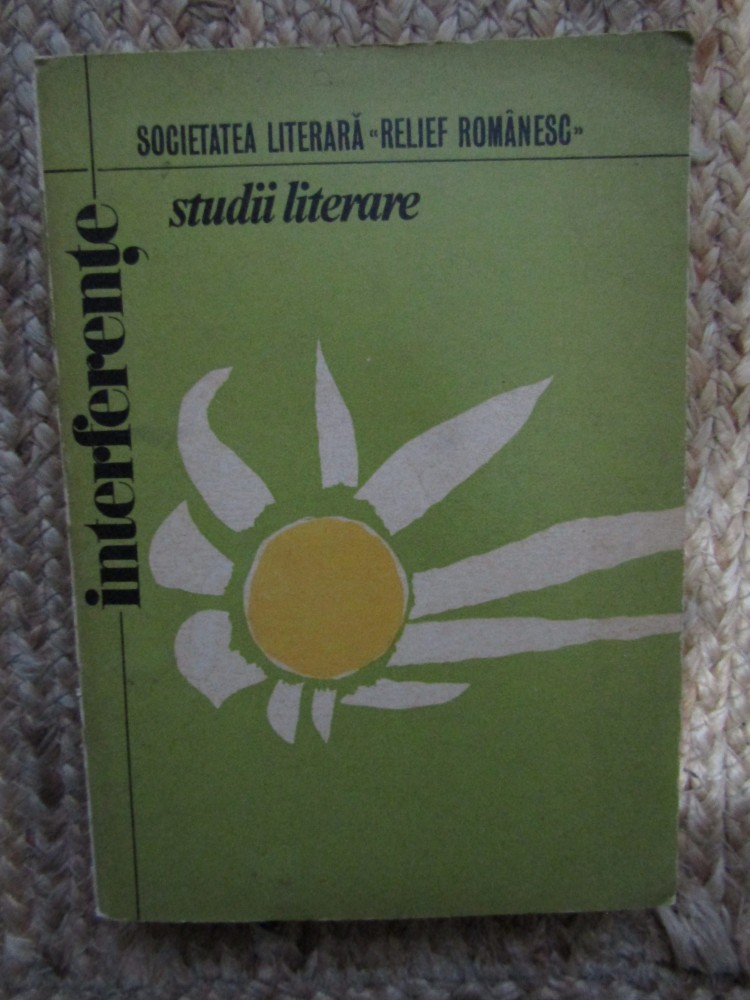 SOCIETATEA LITERARĂ «RELIEF ROMÂNESC»
studii literare
interferențe